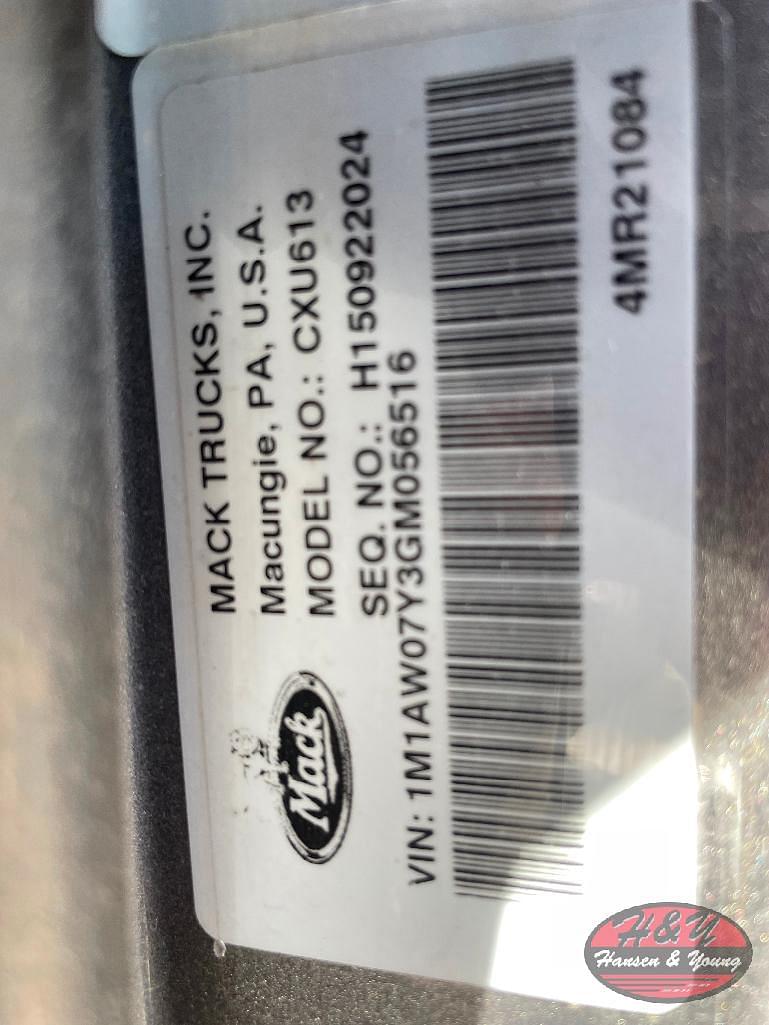 MACK TRUCKS, INC.
Macungie, PA, U.S.A.
MODEL NO.: CXU613
SEQ. NO.: H150922024
Mack
VIN: 1M1AW07Y3GM056516
4MR21084
H&Y
Hansen & Young